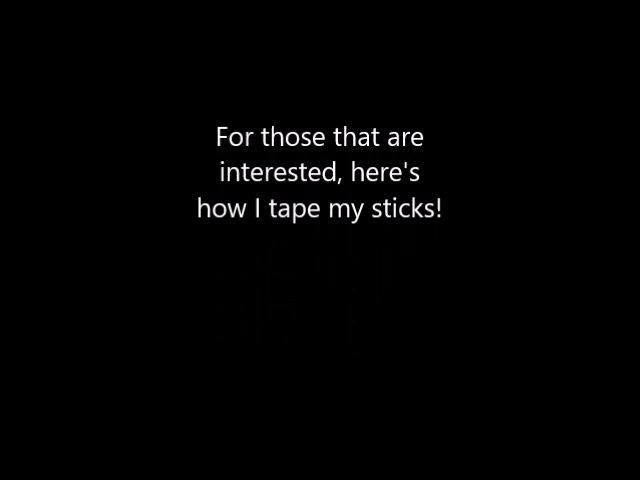 For those that are
interested, here's
how I tape my sticks!